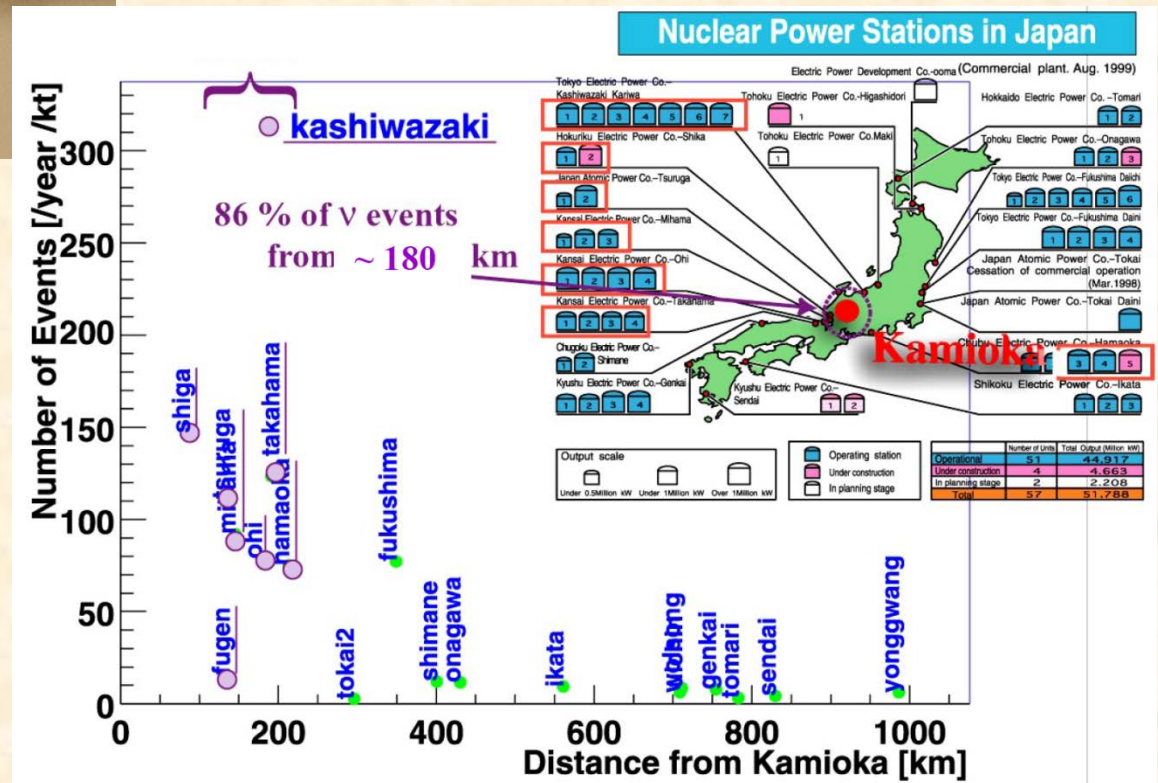 Nuclear Power Stations in Japan
(Commercial plant. Aug. 1999)
Electric Power Development Co.-ooma
Tokyo Electric Power Co.–
Kashiwazaki Kariwa
1 2 3 4 5 6 7
Tohoku Electric Power Co.-Higashidori
1
Hokkaido Electric Power Co.–Tomari
1 2
Hokuriku Electric Power Co.–Shika
1 2
Tohoku Electric Power Co.Maki
1
Tohoku Electric Power Co.–Onagawa
1 2 3
Japan Atomic Power Co.–Tsuruga
1 2
Tokyo Electric Power Co.–Fukushima Daiichi
1 2 3 4 5 6
Kansai Electric Power Co.–Mihama
1 2 3
Tokyo Electric Power Co.–Fukushima Daini
1 2 3 4
Kansai Electric Power Co.–Ohi
1 2 3 4
Japan Atomic Power Co.–Tokai
Cessation of commercial operation
(Mar.1998)
Kansai Electric Power Co.–Takahama
1 2 3 4
Japan Atomic Power Co.–Tokai Daini
Chugoku Electric Power Co.–
Shimane
1 2
Chubu Electric Power Co.–Hamaoka
3 4 5
Kyushu Electric Power Co.–Genkai
1 2 3 4
Kyushu Electric Power Co.–
Sendai
1 2
Shikoku Electric Power Co.–Ikata
1 2 3
Kamioka
Output scale
Under 0.5Million kW Under 1Million kW Over 1Million kW
Operating station
Under construction
In planning stage
Number of Units Total Output (Million kW)
Operational 51 44.917
Under construction 4 4.663
In planning stage 2 2.208
Total 57 51.788
Number of Events [/year /kt]
300
250
200
150
100
50
0
kashiwazaki
86 % of ν events
from ~ 180 km
shiga
tsuruga
mihama
takahama
ohi
hamaoka
fugen
fukushima
tokai2
shimane
onagawa
ikata
genkai
tomari
sendai
yonggwang
0 200 400 600 800 1000
Distance from Kamioka [km]